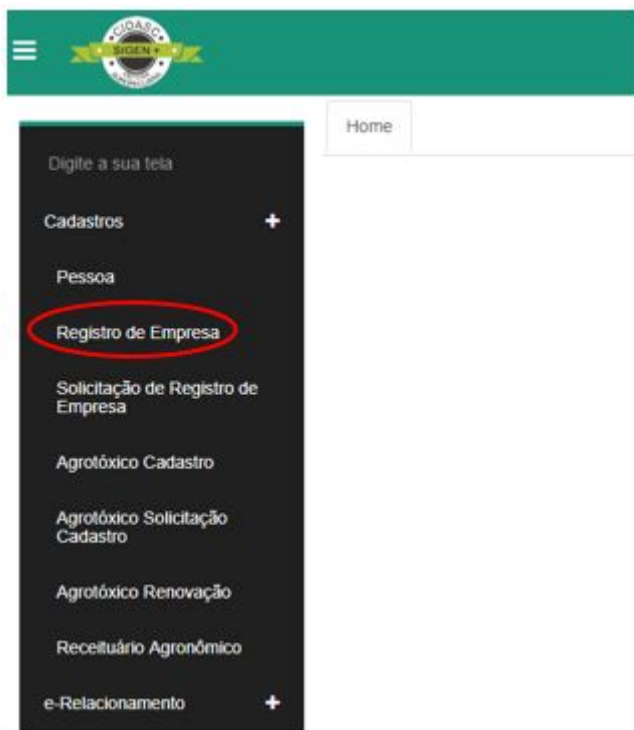 CIDASC
SIGEN +
Home
Digite a sua tela
Cadastros +
Pessoa
Registro de Empresa
Solicitação de Registro de
Empresa
Agrotóxico Cadastro
Agrotóxico Solicitação
Cadastro
Agrotóxico Renovação
Receituário Agronômico
e-Relacionamento +